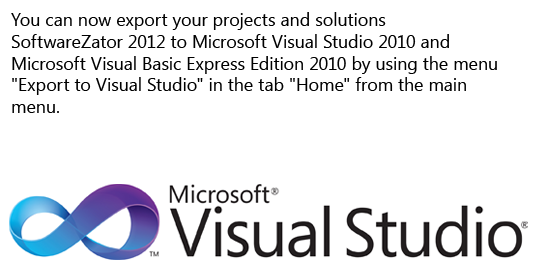 You can now export your projects and solutions
SoftwareZator 2012 to Microsoft Visual Studio 2010 and
Microsoft Visual Basic Express Edition 2010 by using the menu
"Export to Visual Studio" in the tab "Home" from the main
menu.
Microsoft®
Visual Studio®
™